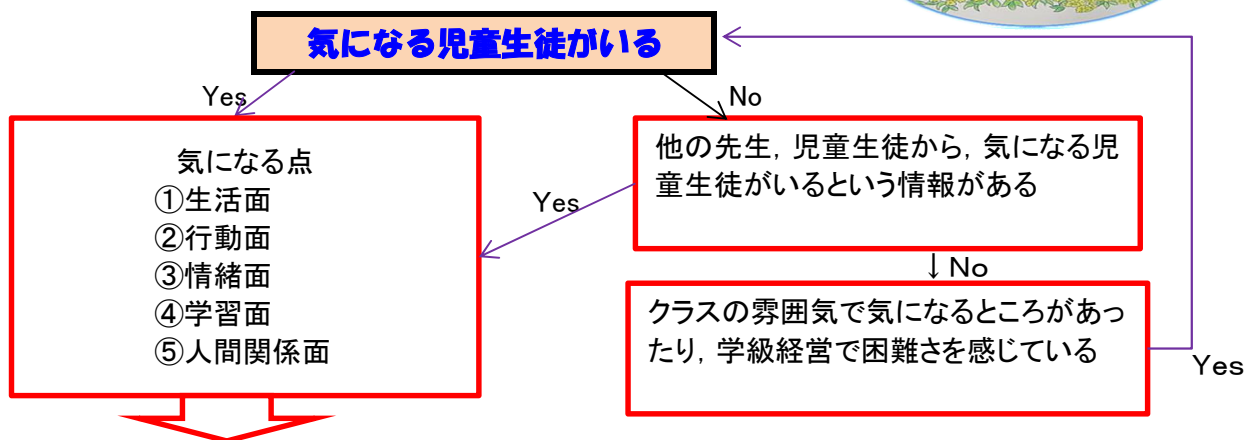 気になる児童生徒がいる
Yes
No
気になる点
①生活面
②行動面
③情緒面
④学習面
⑤人間関係面
Yes
他の先生，児童生徒から，気になる児
童生徒がいるという情報がある
↓No
クラスの雰囲気で気になるところがあっ
たり，学級経営で困難さを感じている
Yes